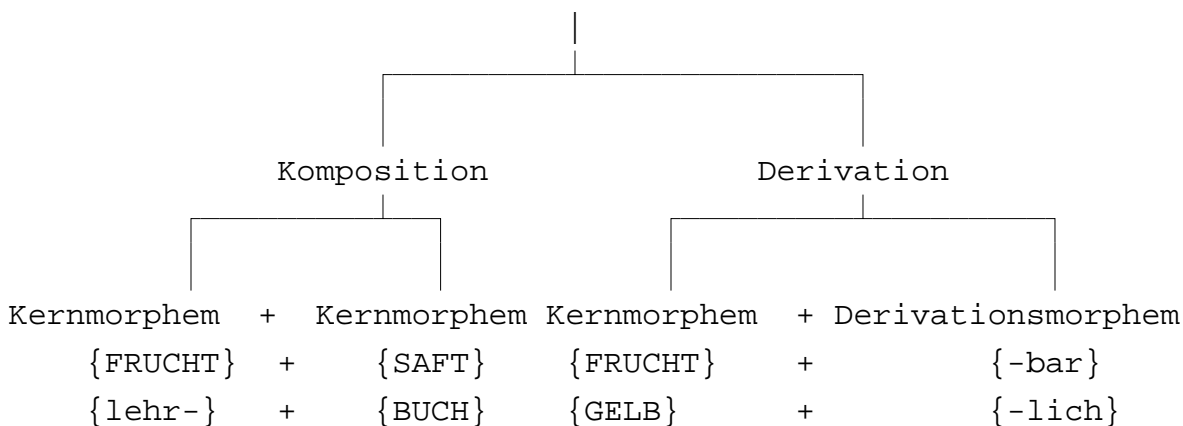 Komposition Derivation
Kernmorphem + Kernmorphem Kernmorphem + Derivationsmorphem
{FRUCHT} + {SAFT} {FRUCHT} + {-bar}
{lehr-} + {BUCH} {GELB} + {-lich}